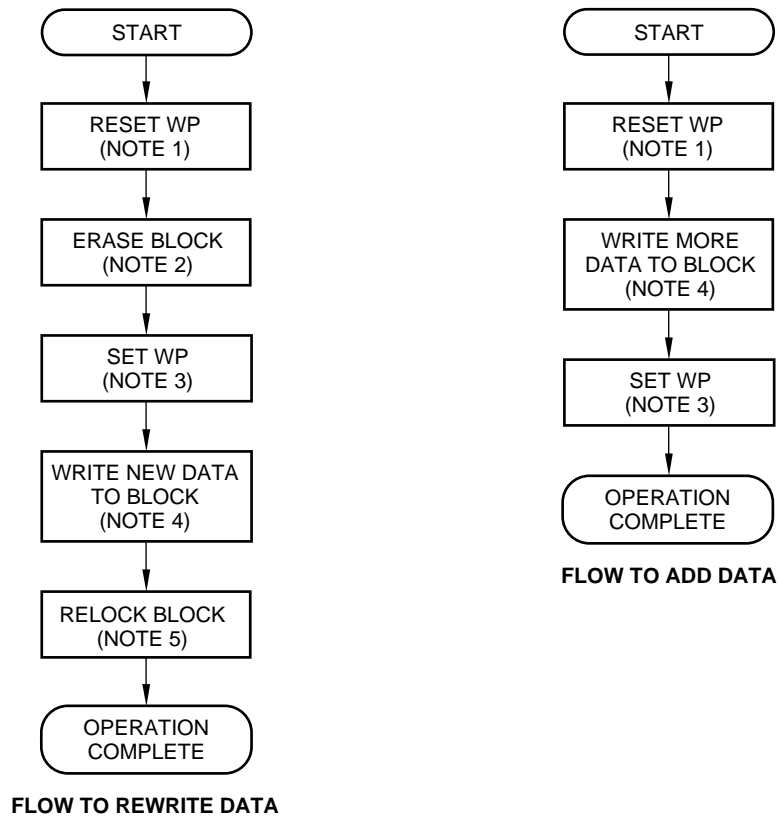 START
RESET WP
(NOTE 1)
ERASE BLOCK
(NOTE 2)
SET WP
(NOTE 3)
WRITE NEW DATA
TO BLOCK
(NOTE 4)
RELOCK BLOCK
(NOTE 5)
OPERATION
COMPLETE
FLOW TO REWRITE DATA
START
RESET WP
(NOTE 1)
WRITE MORE
DATA TO BLOCK
(NOTE 4)
SET WP
(NOTE 3)
OPERATION
COMPLETE
FLOW TO ADD DATA